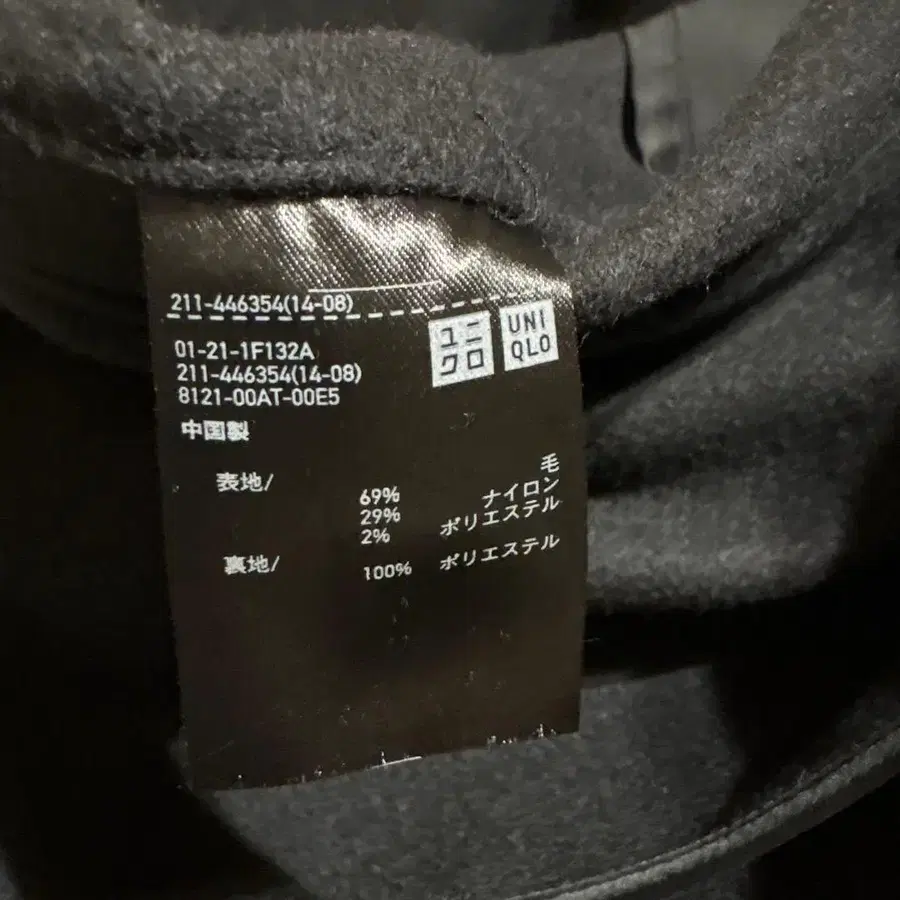 211-446354(14-08)
ユニクロ
UNIQLO
01-21-1F132A
211-446354(14-08)
8121-00AT-00E5
中国製
表地/ 69% 毛
29% ナイロン
2% ポリエステル
裏地/ 100% ポリエステル